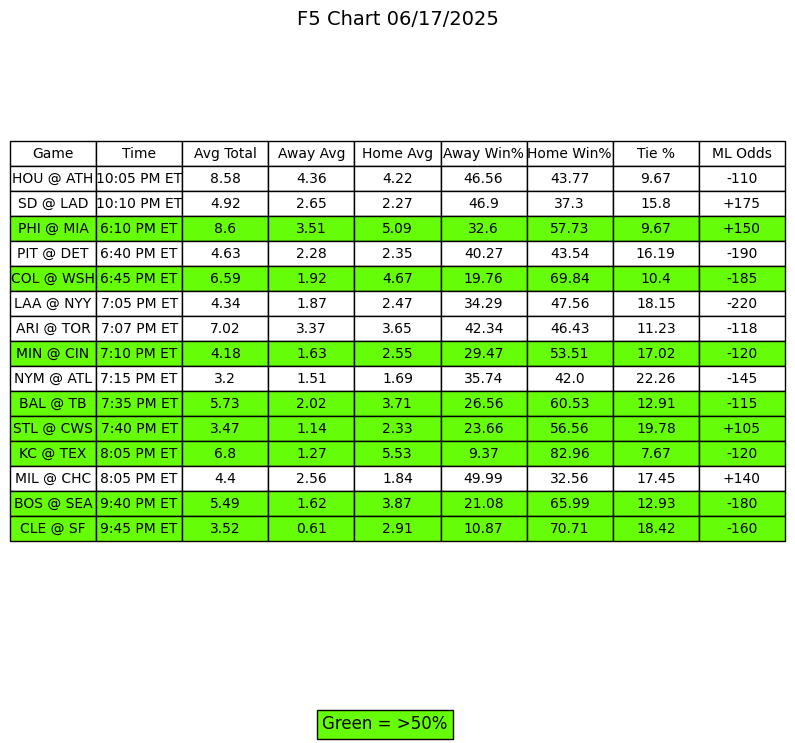 F5 Chart 06/17/2025
Game Time Avg Total Away Avg Home Avg Away Win% Home Win% Tie % ML Odds
HOU @ ATH 10:05 PM ET 8.58 4.36 4.22 46.56 43.77 9.67 -110
SD @ LAD 10:10 PM ET 4.92 2.65 2.27 46.9 37.3 15.8 +175
PHI @ MIA 6:10 PM ET 8.6 3.51 5.09 32.6 57.73 9.67 +150
PIT @ DET 6:40 PM ET 4.63 2.28 2.35 40.27 43.54 16.19 -190
COL @ WSH 6:45 PM ET 6.59 1.92 4.67 19.76 69.84 10.4 -185
LAA @ NYY 7:05 PM ET 4.34 1.87 2.47 34.29 47.56 18.15 -220
ARI @ TOR 7:07 PM ET 7.02 3.37 3.65 42.34 46.43 11.23 -118
MIN @ CIN 7:10 PM ET 4.18 1.63 2.55 29.47 53.51 17.02 -120
NYM @ ATL 7:15 PM ET 3.2 1.51 1.69 35.74 42.0 22.26 -145
BAL @ TB 7:35 PM ET 5.73 2.02 3.71 26.56 60.53 12.91 -115
STL @ CWS 7:40 PM ET 3.47 1.14 2.33 23.66 56.56 19.78 +105
KC @ TEX 8:05 PM ET 6.8 1.27 5.53 9.37 82.96 7.67 -120
MIL @ CHC 8:05 PM ET 4.4 2.56 1.84 49.99 32.56 17.45 +140
BOS @ SEA 9:40 PM ET 5.49 1.62 3.87 21.08 65.99 12.93 -180
CLE @ SF 9:45 PM ET 3.52 0.61 2.91 10.87 70.71 18.42 -160
Green = >50%